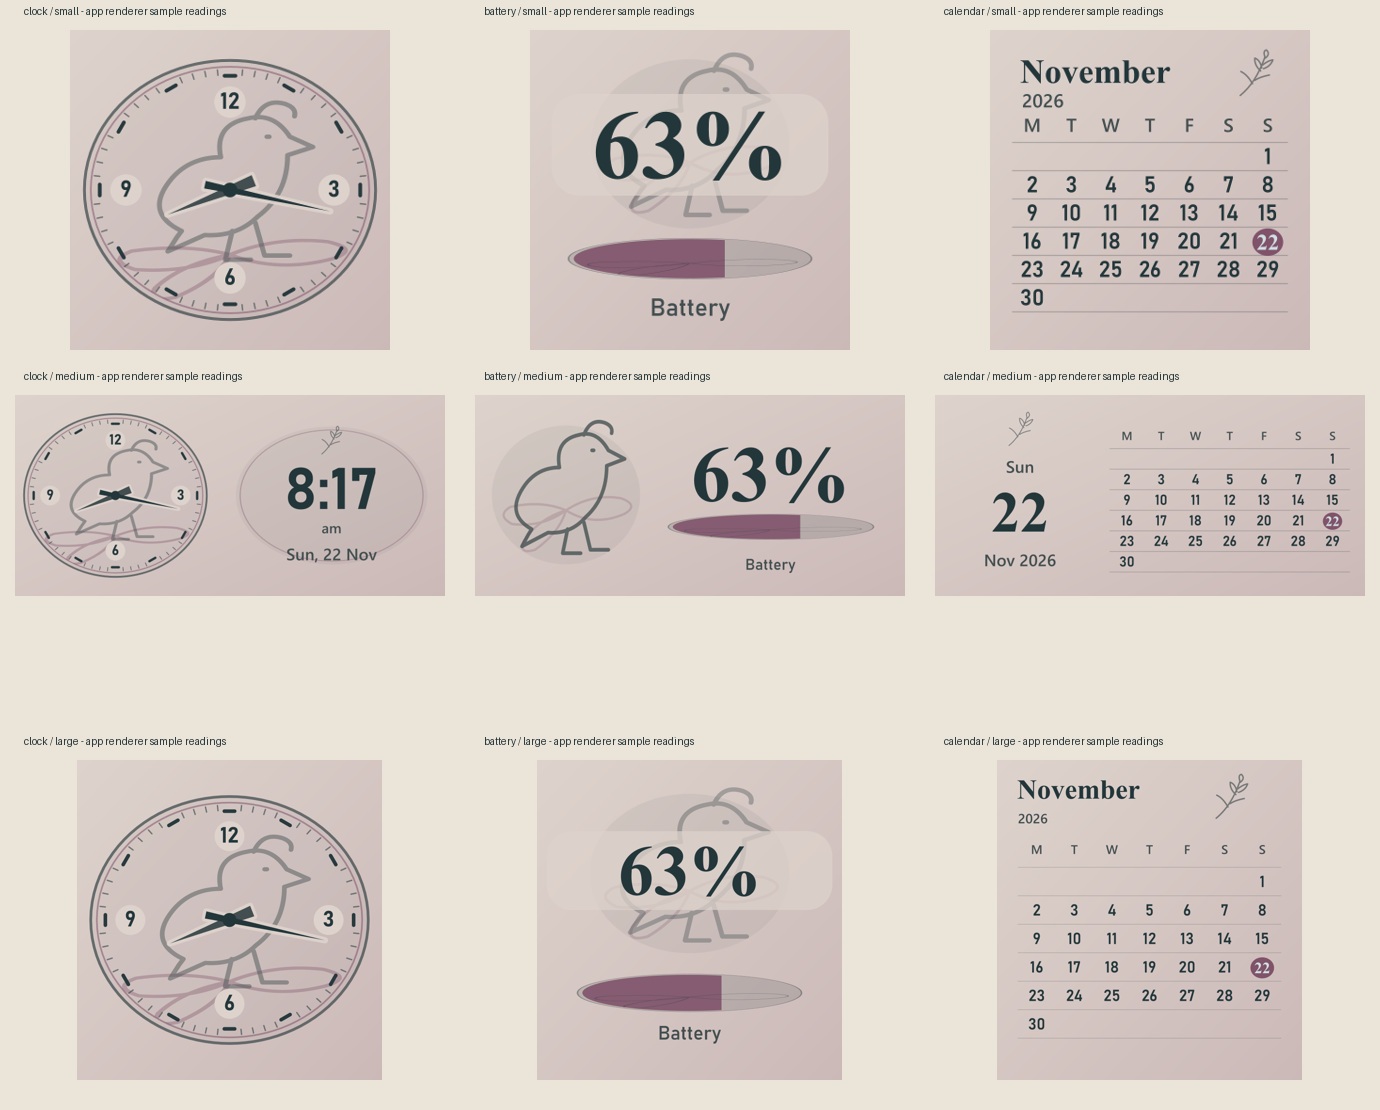 clock / small - app renderer sample readings
12
9
3
6
battery / small - app renderer sample readings
63%
Battery
calendar / small - app renderer sample readings
November
2026
M T W T F S S
1
2 3 4 5 6 7 8
9 10 11 12 13 14 15
16 17 18 19 20 21 22
23 24 25 26 27 28 29
30
clock / medium - app renderer sample readings
12
9
3
6
8:17
am
Sun, 22 Nov
battery / medium - app renderer sample readings
63%
Battery
calendar / medium - app renderer sample readings
Sun
22
Nov 2026
M T W T F S S
1
2 3 4 5 6 7 8
9 10 11 12 13 14 15
16 17 18 19 20 21 22
23 24 25 26 27 28 29
30
clock / large - app renderer sample readings
12
9
3
6
battery / large - app renderer sample readings
63%
Battery
calendar / large - app renderer sample readings
November
2026
M T W T F S S
1
2 3 4 5 6 7 8
9 10 11 12 13 14 15
16 17 18 19 20 21 22
23 24 25 26 27 28 29
30